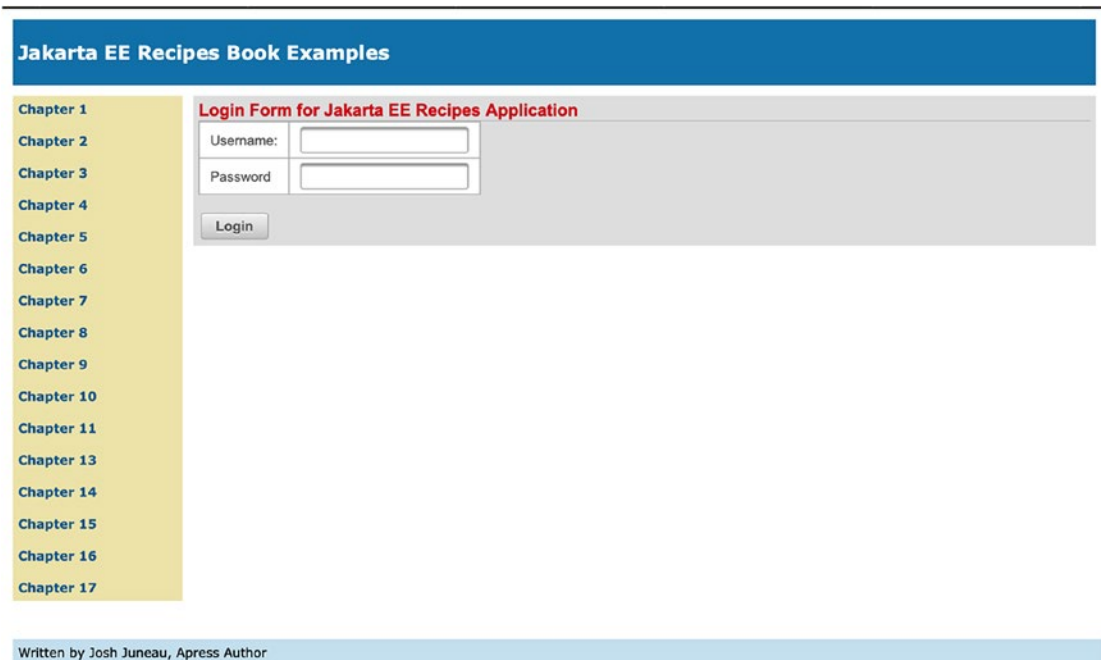 Jakarta EE Recipes Book Examples
Chapter 1
Chapter 2
Chapter 3
Chapter 4
Chapter 5
Chapter 6
Chapter 7
Chapter 8
Chapter 9
Chapter 10
Chapter 11
Chapter 13
Chapter 14
Chapter 15
Chapter 16
Chapter 17
Login Form for Jakarta EE Recipes Application
Username:
Password
Login
Written by Josh Juneau, Apress Author